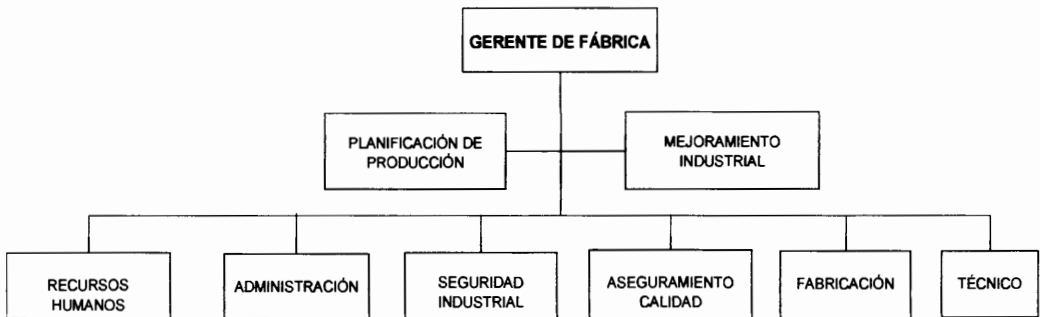 GERENTE DE FÁBRICA
PLANIFICACIÓN DE
PRODUCCIÓN
MEJORAMIENTO
INDUSTRIAL
RECURSOS
HUMANOS
ADMINISTRACIÓN
SEGURIDAD
INDUSTRIAL
ASEGURAMIENTO
CALIDAD
FABRICACIÓN
TÉCNICO